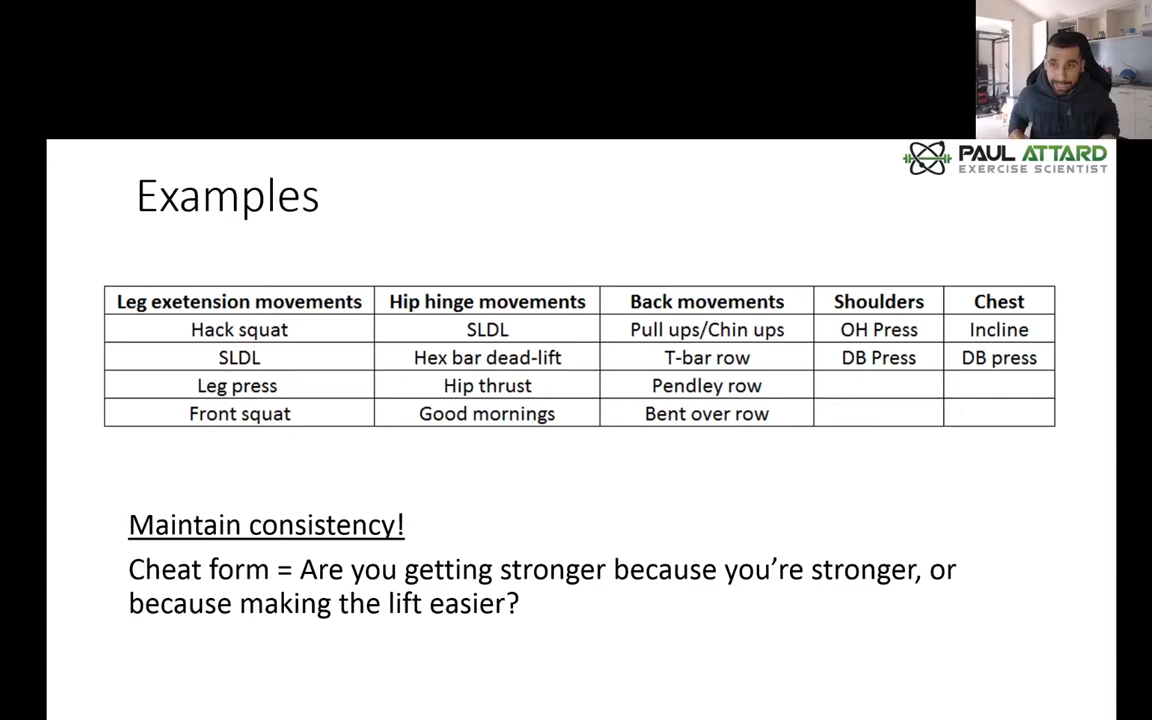 PAUL ATTARD
EXERCISE SCIENTIST
Examples
Leg exetension movements Hip hinge movements Back movements Shoulders Chest
Hack squat SLDL Pull ups/Chin ups OH Press Incline
SLDL Hex bar dead-lift T-bar row DB Press DB press
Leg press Hip thrust Pendley row
Front squat Good mornings Bent over row
Maintain consistency!
Cheat form = Are you getting stronger because you’re stronger, or
because making the lift easier?